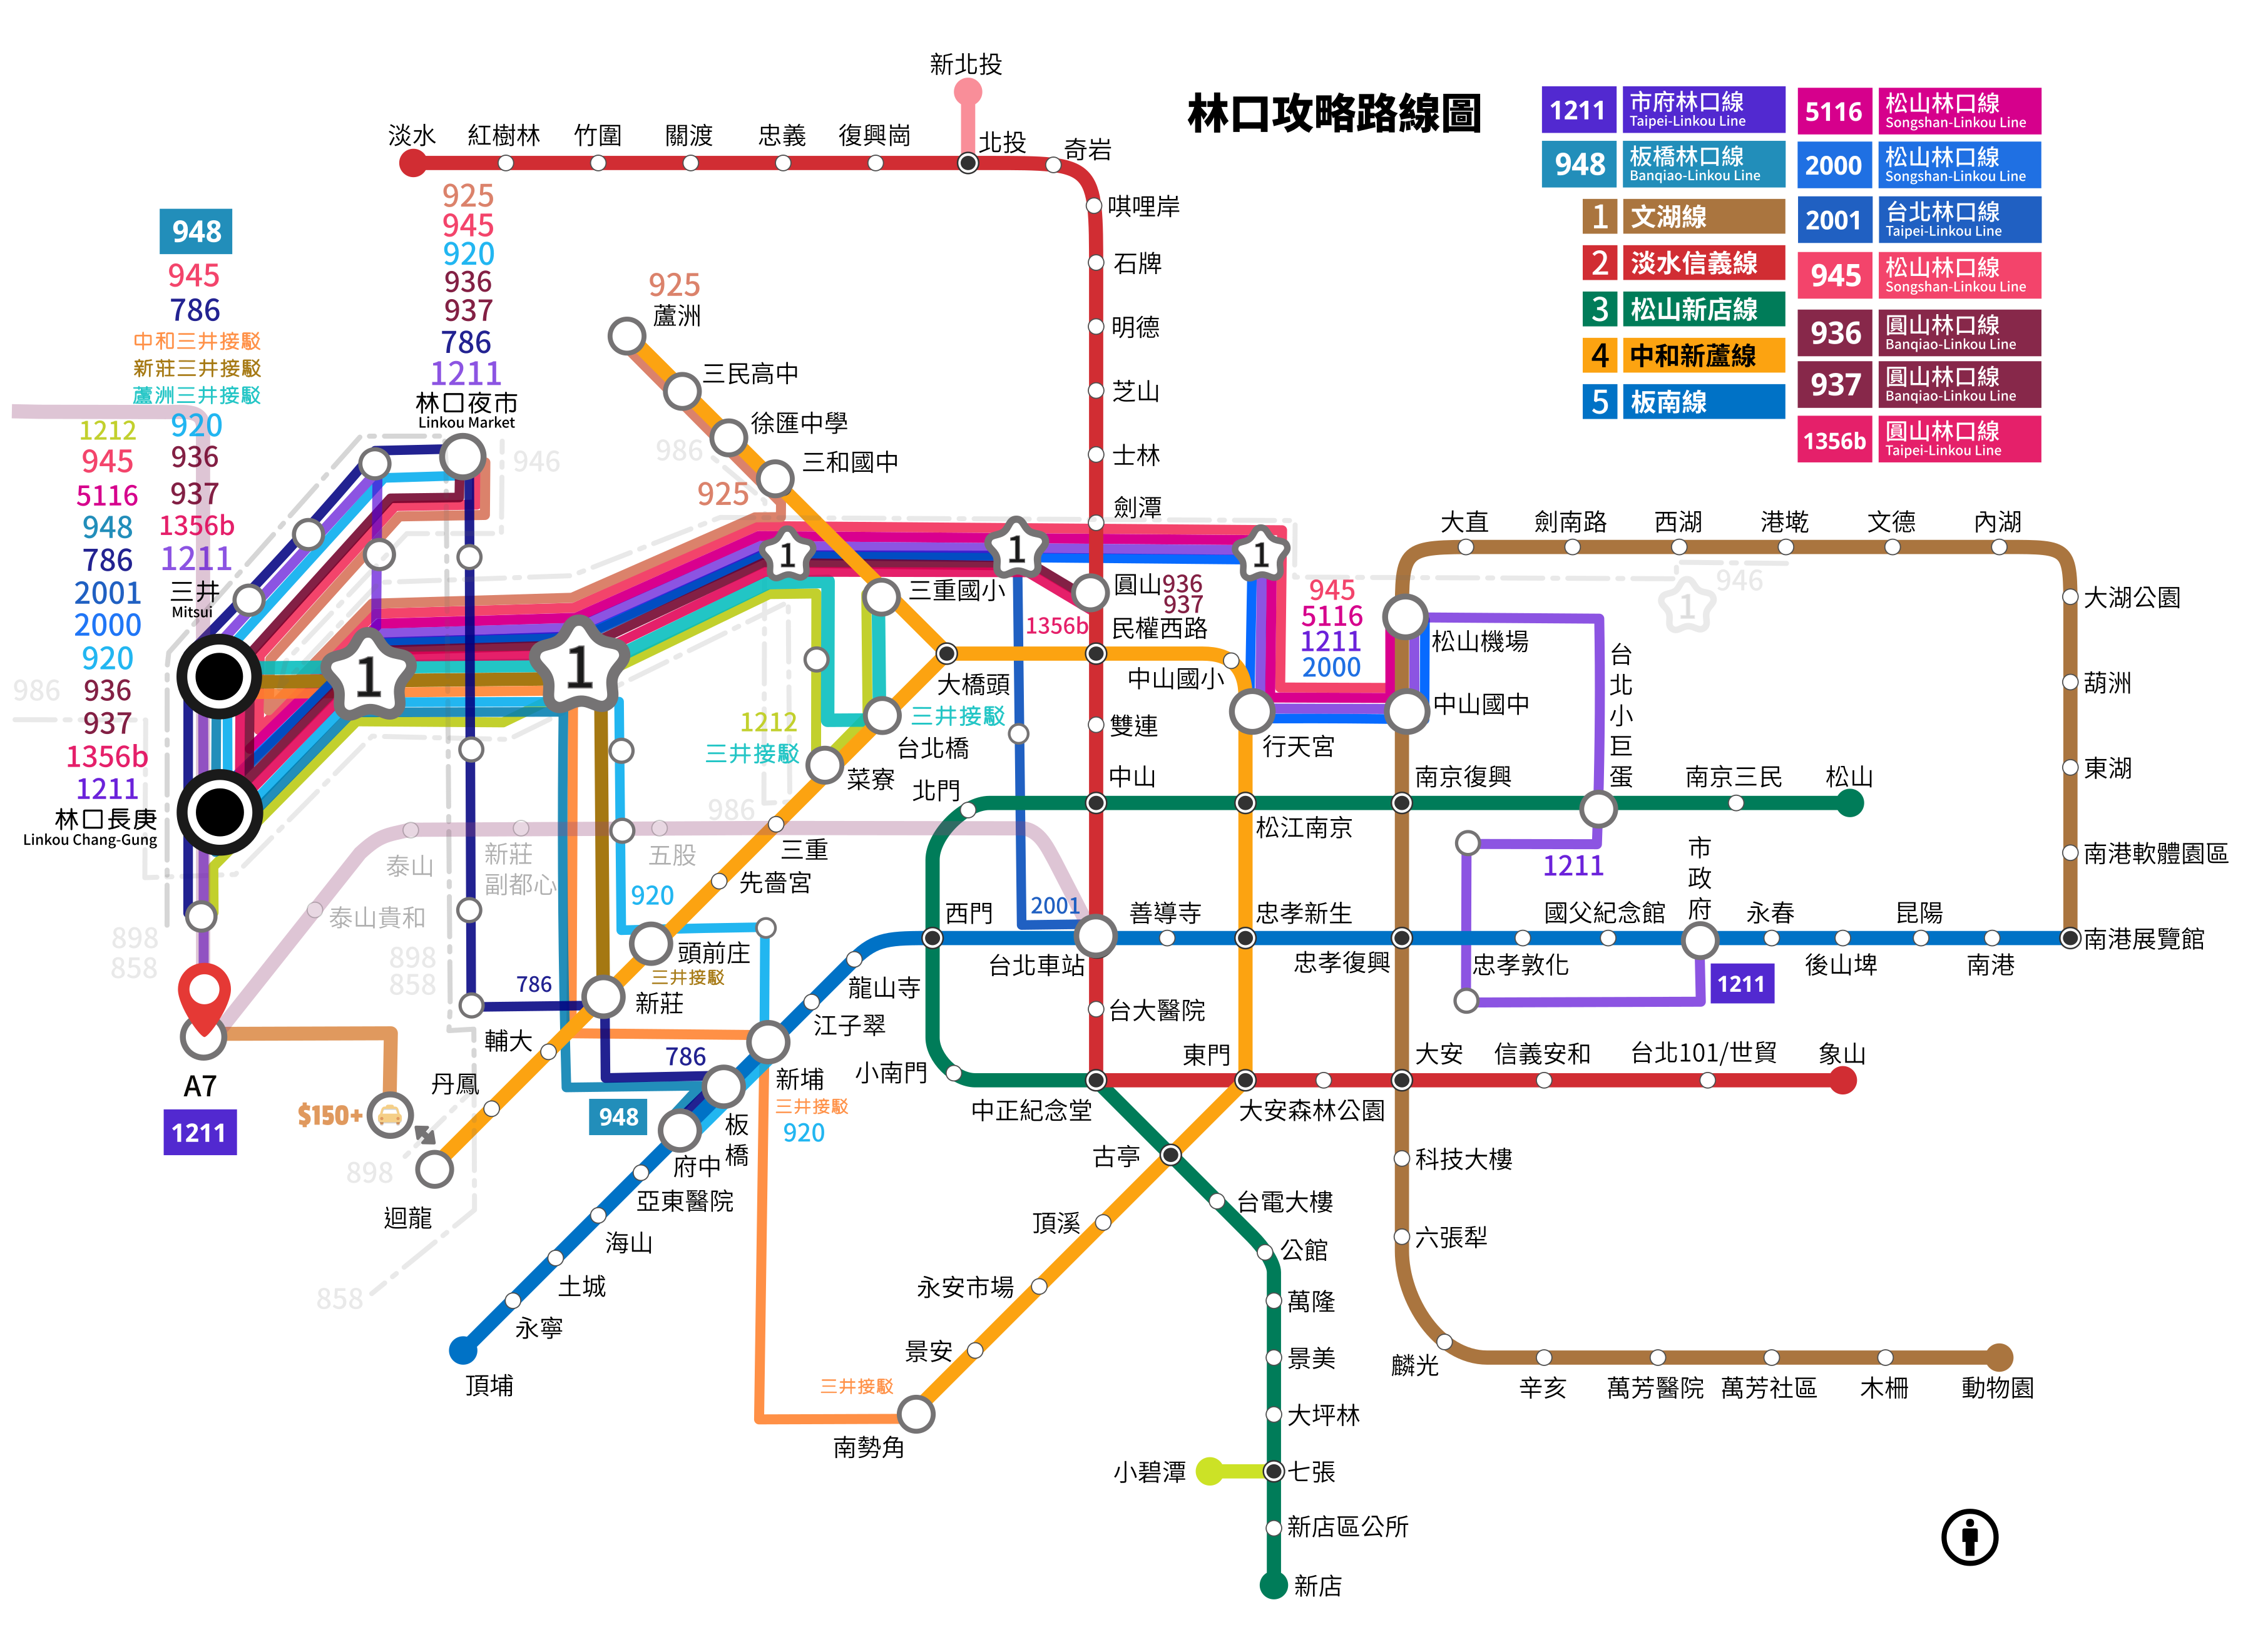 林口攻略路線圖
1211 市府林口線
Taipei-Linkou Line
948 板橋林口線
Banqiao-Linkou Line
1 文湖線
2 淡水信義線
3 松山新店線
4 中和新蘆線
5 板南線
5116 松山林口線
Songshan-Linkou Line
2000 松山林口線
Songshan-Linkou Line
2001 台北林口線
Taipei-Linkou Line
945 松山林口線
Songshan-Linkou Line
936 圓山林口線
Banqiao-Linkou Line
937 圓山林口線
Banqiao-Linkou Line
1356b 圓山林口線
Taipei-Linkou Line
新北投
淡水
紅樹林
竹圍
關渡
忠義
復興崗
北投
奇岩
唭哩岸
石牌
明德
芝山
士林
劍潭
圓山
936
937
1356b
民權西路
雙連
中山
台北車站
台大醫院
中正紀念堂
925
945
920
936
937
786
1211
林口夜市
Linkou Market
948
945
786
中和三井接駁
新莊三井接駁
蘆洲三井接駁
920
936
937
1356b
1211
三井
Mitsui
1212
945
5116
948
786
2001
2000
920
936
937
1356b
1211
林口長庚
Linkou Chang-Gung
986
898
858
946
925
蘆洲
三民高中
徐匯中學
三和國中
986
925
三重國小
大橋頭
三井接駁
台北橋
1212
三井接駁
菜寮
986
三重
先嗇宮
1
1
1
1
1
1
946
945
5116
1211
2000
中山國小
行天宮
松江南京
忠孝新生
東門
大安森林公園
大直
劍南路
西湖
港墘
文德
內湖
大湖公園
葫洲
東湖
南港軟體園區
南港展覽館
松山機場
中山國中
台北小巨蛋
南京復興
南京三民
松山
1211
北門
西門
2001
善導寺
忠孝復興
忠孝敦化
國父紀念館
市政府
1211
永春
後山埤
昆陽
南港
泰山
泰山貴和
新莊
副都心
五股
898
858
920
頭前庄
三井接駁
新莊
786
輔大
丹鳳
迴龍
A7
1211
$150+
898
858
786
948
龍山寺
江子翠
新埔
三井接駁
920
板橋
府中
亞東醫院
海山
土城
永寧
頂埔
小南門
大安
信義安和
台北101/世貿
象山
科技大樓
六張犁
麟光
辛亥
萬芳醫院
萬芳社區
木柵
動物園
古亭
頂溪
永安市場
景安
三井接駁
南勢角
台電大樓
公館
萬隆
景美
大坪林
小碧潭
七張
新店區公所
新店